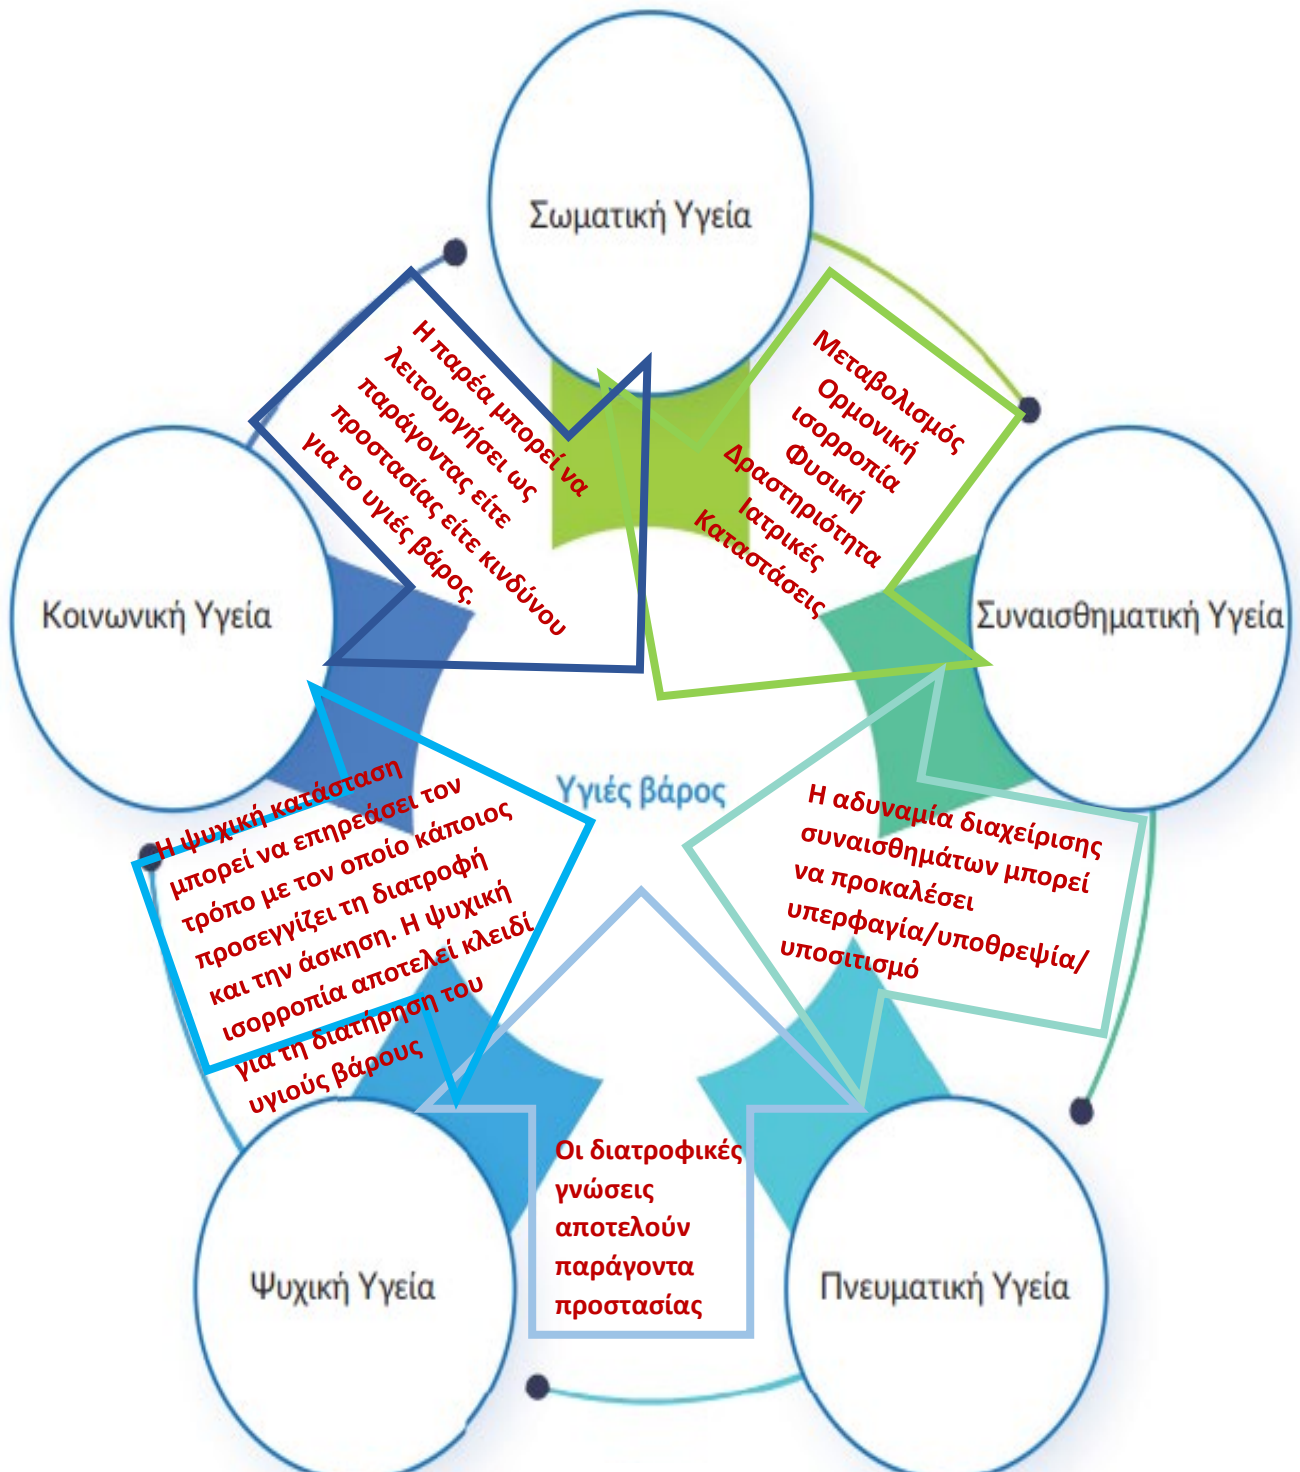 Σωματική Υγεία
Η παρέα μπορεί να
λειτουργήσει ως
παράγοντας είτε
προστασίας είτε κινδύνου
για το υγιές βάρος.
Μεταβολισμός
Ορμονική
ισορροπία
Φυσική
Δραστηριότητα
Ιατρικές
Καταστάσεις
Κοινωνική Υγεία
Συναισθηματική Υγεία
Υγιές βάρος
Η ψυχική κατάσταση
μπορεί να επηρεάσει τον
τρόπο με τον οποίο κάποιος
προσεγγίζει τη διατροφή
και την άσκηση. Η ψυχική
ισορροπία αποτελεί κλειδί
για τη διατήρηση του
υγιούς βάρους
Η αδυναμία διαχείρισης
συναισθημάτων μπορεί
να προκαλέσει
υπερφαγία/υποθρεψία/
υποσιτισμό
Οι διατροφικές
γνώσεις
αποτελούν
παράγοντα
προστασίας
Ψυχική Υγεία
Πνευματική Υγεία